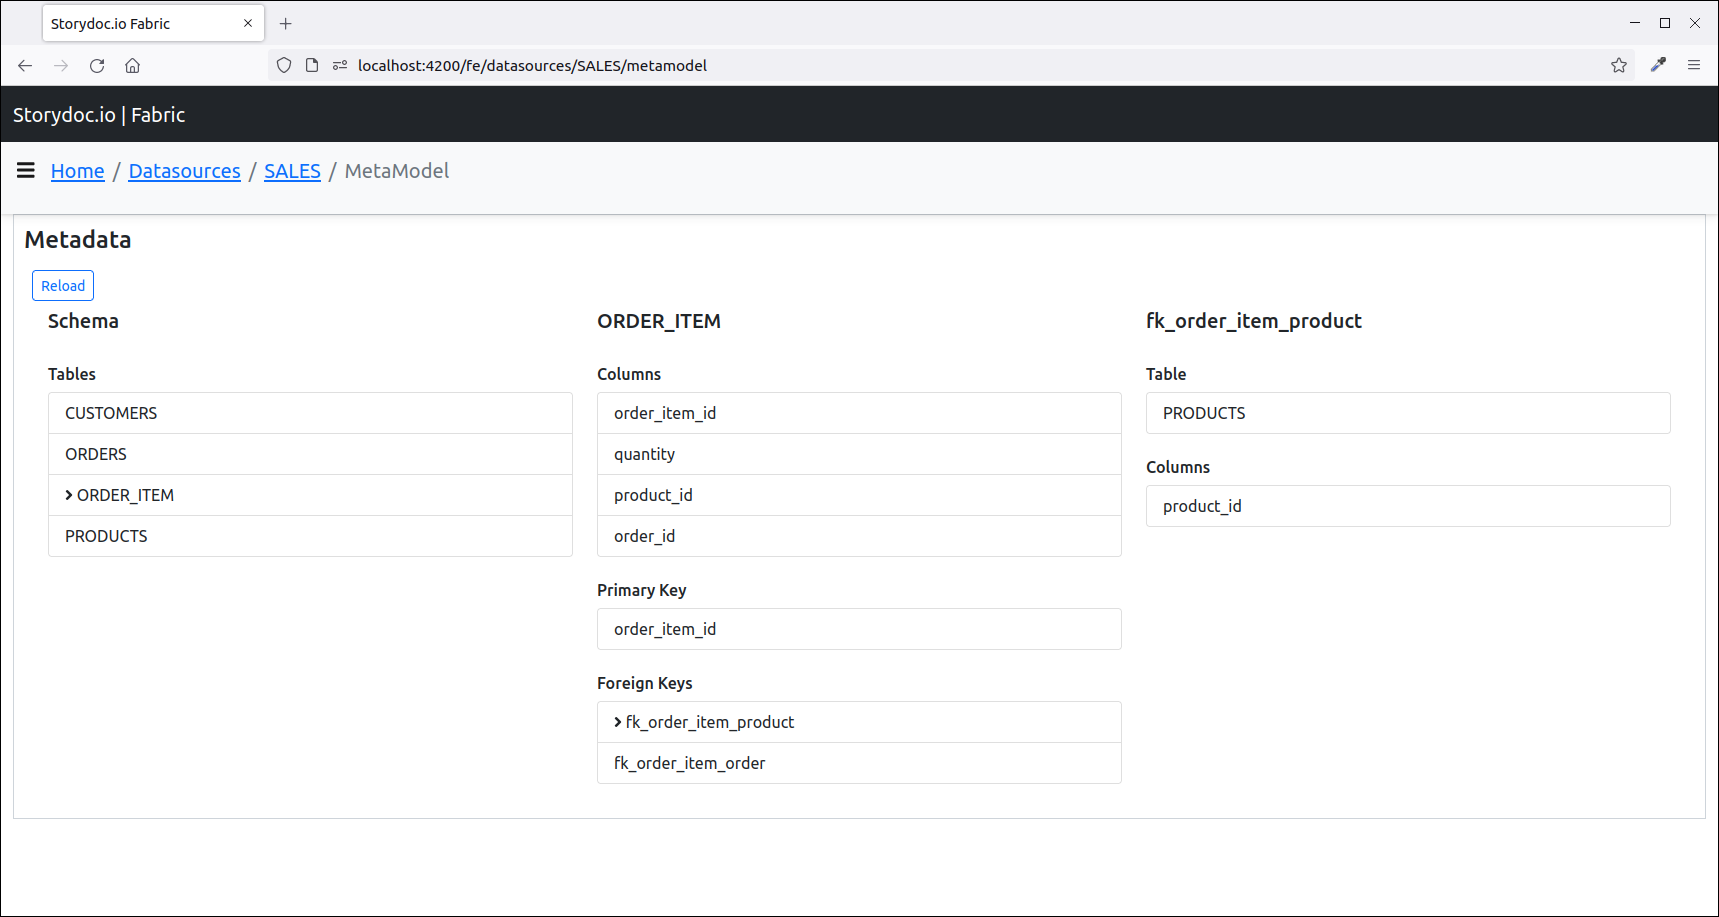 Storydoc.io Fabric
localhost:4200/fe/datasources/SALES/metamodel
Storydoc.io | Fabric
Home / Datasources / SALES / MetaModel
Metadata
Reload
Schema
Tables
CUSTOMERS
ORDERS
ORDER_ITEM
PRODUCTS
ORDER_ITEM
Columns
order_item_id
quantity
product_id
order_id
Primary Key
order_item_id
Foreign Keys
fk_order_item_product
fk_order_item_order
fk_order_item_product
Table
PRODUCTS
Columns
product_id